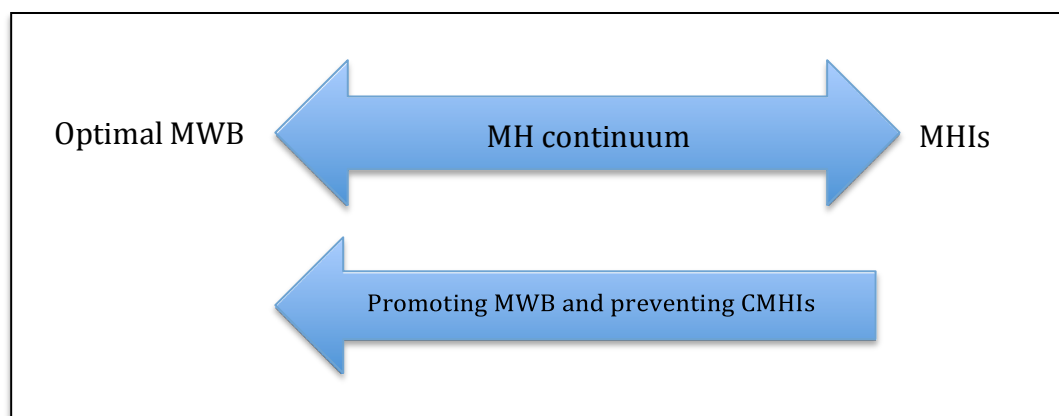 Optimal MWB
MH continuum
MHIs
Promoting MWB and preventing CMHIs